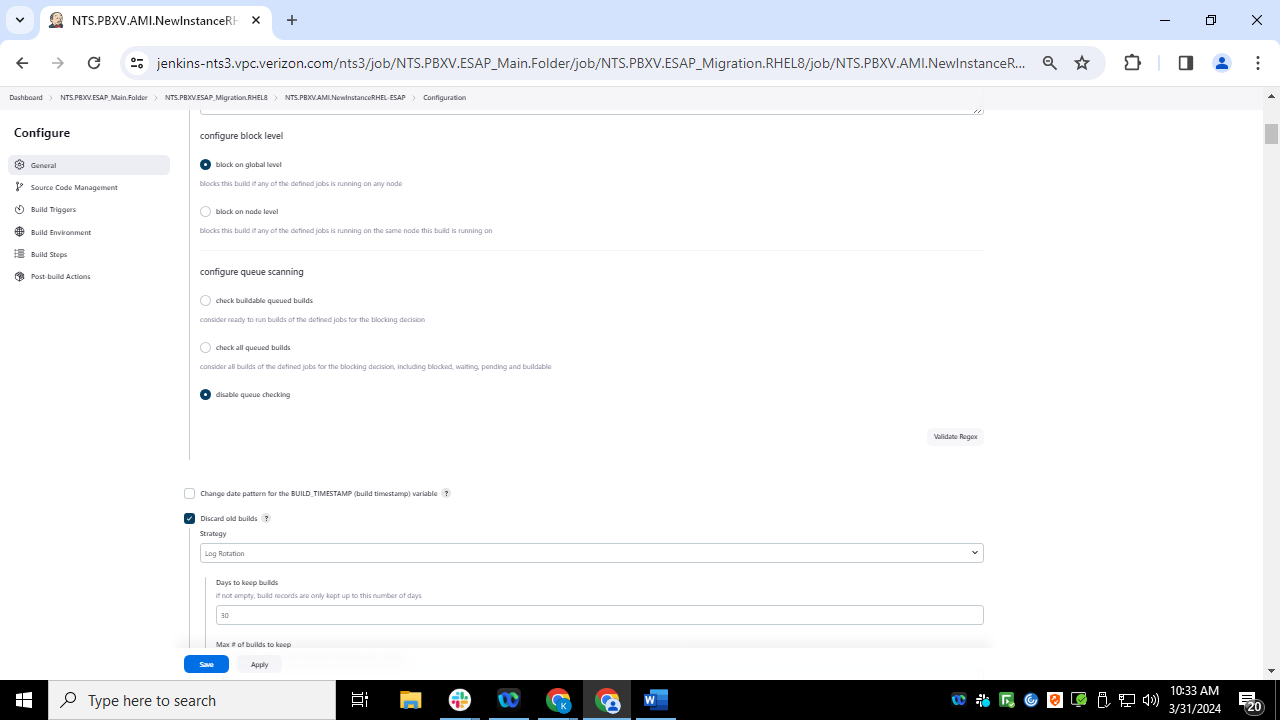 NTS.PBXV.AMI.NewInstanceRH
jenkins-nts3.vpc.verizon.com/nts3/job/NTS.PBXV.ESAP_Main.Folder/job/NTS.PBXV.ESAP_Migration.RHEL8/job/NTS.PBXV.AMI.NewInstanceR...
Dashboard > NTS.PBXV.ESAP_Main.Folder > NTS.PBXV.ESAP_Migration.RHEL8 > NTS.PBXV.AMI.NewInstanceRHEL-ESAP > Configuration
Configure
General
Source Code Management
Build Triggers
Build Environment
Build Steps
Post-build Actions
configure block level
block on global level
blocks this build if any of the defined jobs is running on any node
block on node level
blocks this build if any of the defined jobs is running on the same node this build is running on
configure queue scanning
check buildable queued builds
consider ready to run builds of the defined jobs for the blocking decision
check all queued builds
consider all builds of the defined jobs for the blocking decision, including blocked, waiting, pending and buildable
disable queue checking
Validate Regex
Change date pattern for the BUILD_TIMESTAMP (build timestamp) variable ?
Discard old builds ?
Strategy
Log Rotation
Days to keep builds
if not empty, build records are only kept up to this number of days
30
Max # of builds to keep
Save Apply
Type here to search
10:33 AM
3/31/2024
20